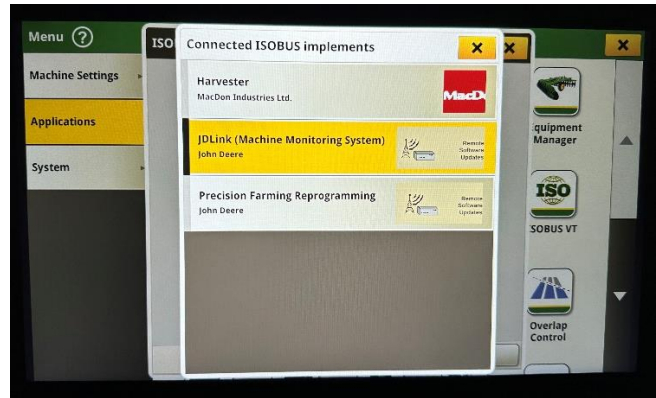 Menu ?
ISO
Connected ISOBUS implements
Machine Settings
Applications
System
Harvester
MacDon Industries Ltd.
MacD
JDLink (Machine Monitoring System)
John Deere
Remote
Software
Updates
Precision Farming Reprogramming
John Deere
Remote
Software
Updates
quipment
Manager
ISO
SOBUS VT
Overlap
Control